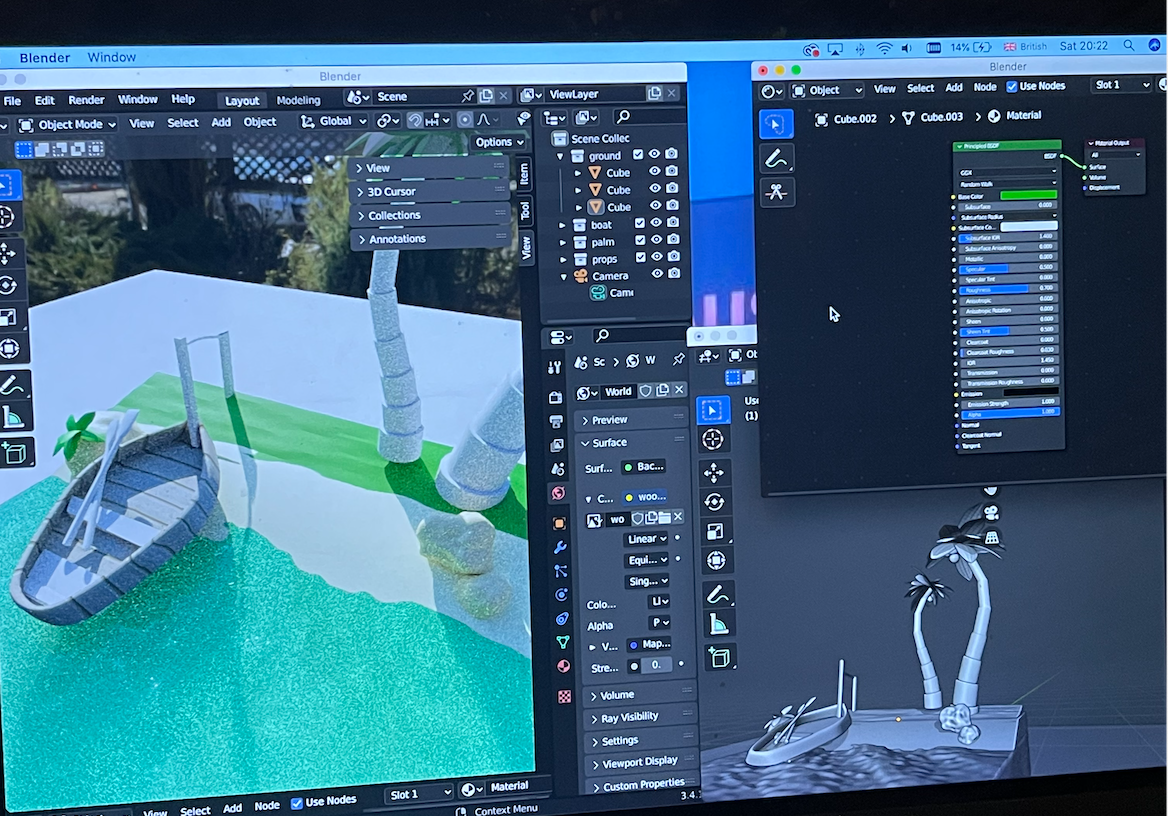 Blender Window
14% British Sat 20:22
Blender
File Edit Render Window Help Layout Modeling Scene ViewLayer
Object Mode View Select Add Object Global
Options
View
3D Cursor
Collections
Annotations
Item
Tool
View
Scene Collec
ground
Cube
Cube
Cube
boat
palm
props
Camera
Cam
Sc W
World
Preview
Surface
Surf... Bac...
C... woo...
wo
Linear
Equi...
Sing...
Colo... Li
Alpha P
V... Map...
Stre... 0.
Volume
Ray Visibility
Settings
Viewport Display
Custom Properties
3.4.
View Select Add Node Use Nodes Slot 1 Material
Context Menu
Blender
Object View Select Add Node Use Nodes Slot 1
Cube.002 Cube.003 Material
Principled BSDF
BSDF
GGX
Random Walk
Base Color
Subsurface 0.000
Subsurface Radius
Subsurface Co...
Subsurface IOR 1.400
Subsurface Anisotropy 0.000
Metallic 0.000
Specular 0.500
Specular Tint 0.000
Roughness 0.700
Anisotropic 0.000
Anisotropic Rotation 0.000
Sheen 0.000
Sheen Tint 0.500
Clearcoat 0.000
Clearcoat Roughness 0.030
IOR 1.450
Transmission 0.000
Transmission Roughness 0.000
Emission
Emission Strength 1.000
Alpha 1.000
Normal
Clearcoat Normal
Tangent
Material Output
All
Surface
Volume
Displacement
Ob
Use
(1)